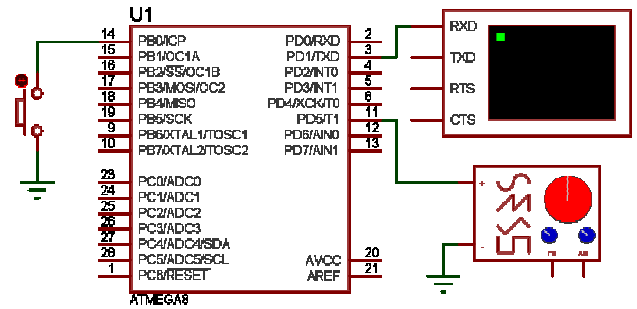 U1
14 PB0/ICP PD0/RXD 2
15 PB1/OC1A PD1/TXD 3
16 PB2/SS/OC1B PD2/INT0 4
17 PB3/MOSI/OC2 PD3/INT1 5
18 PB4/MISO PD4/XCK/T0 6
19 PB5/SCK PD5/T1 11
9 PB6/XTAL1/TOSC1 PD6/AIN0 12
10 PB7/XTAL2/TOSC2 PD7/AIN1 13
23 PC0/ADC0
24 PC1/ADC1
25 PC2/ADC2
26 PC3/ADC3
27 PC4/ADC4/SDA
28 PC5/ADC5/SCL AVCC 20
1 PC6/RESET AREF 21
ATMEGA8
RXD
TXD
RTS
CTS
+
-